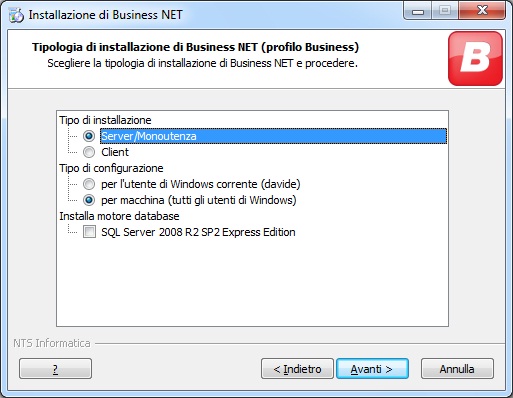 Installazione di Business NET
Tipologia di installazione di Business NET (profilo Business)
Scegliere la tipologia di installazione di Business NET e procedere.
B
Tipo di installazione
Server/Monoutenza
Client
Tipo di configurazione
per l'utente di Windows corrente (davide)
per macchina (tutti gli utenti di Windows)
Installa motore database
SQL Server 2008 R2 SP2 Express Edition
NTS Informatica
?
< Indietro
Avanti >
Annulla